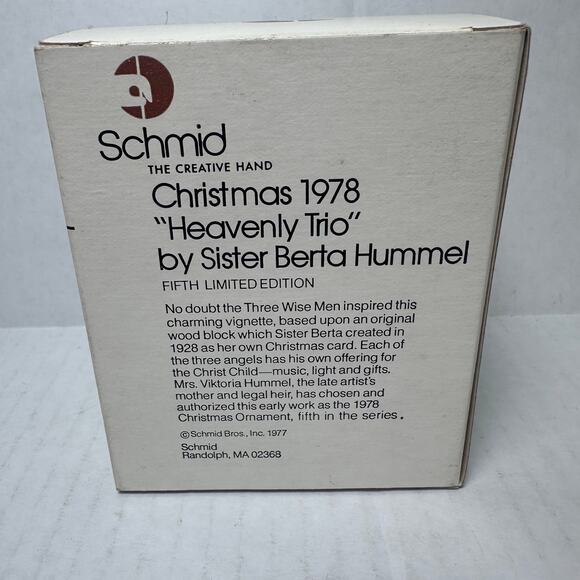 Schmid
THE CREATIVE HAND
Christmas 1978
"Heavenly Trio"
by Sister Berta Hummel
FIFTH LIMITED EDITION
No doubt the Three Wise Men inspired this
charming vignette, based upon an original
wood block which Sister Berta created in
1928 as her own Christmas card. Each of
the three angels has his own offering for
the Christ Child—music, light and gifts.
Mrs. Viktoria Hummel, the late artist's
mother and legal heir, has chosen and
authorized this early work as the 1978
Christmas Ornament, fifth in the series.
©Schmid Bros., Inc. 1977
Schmid
Randolph, MA 02368